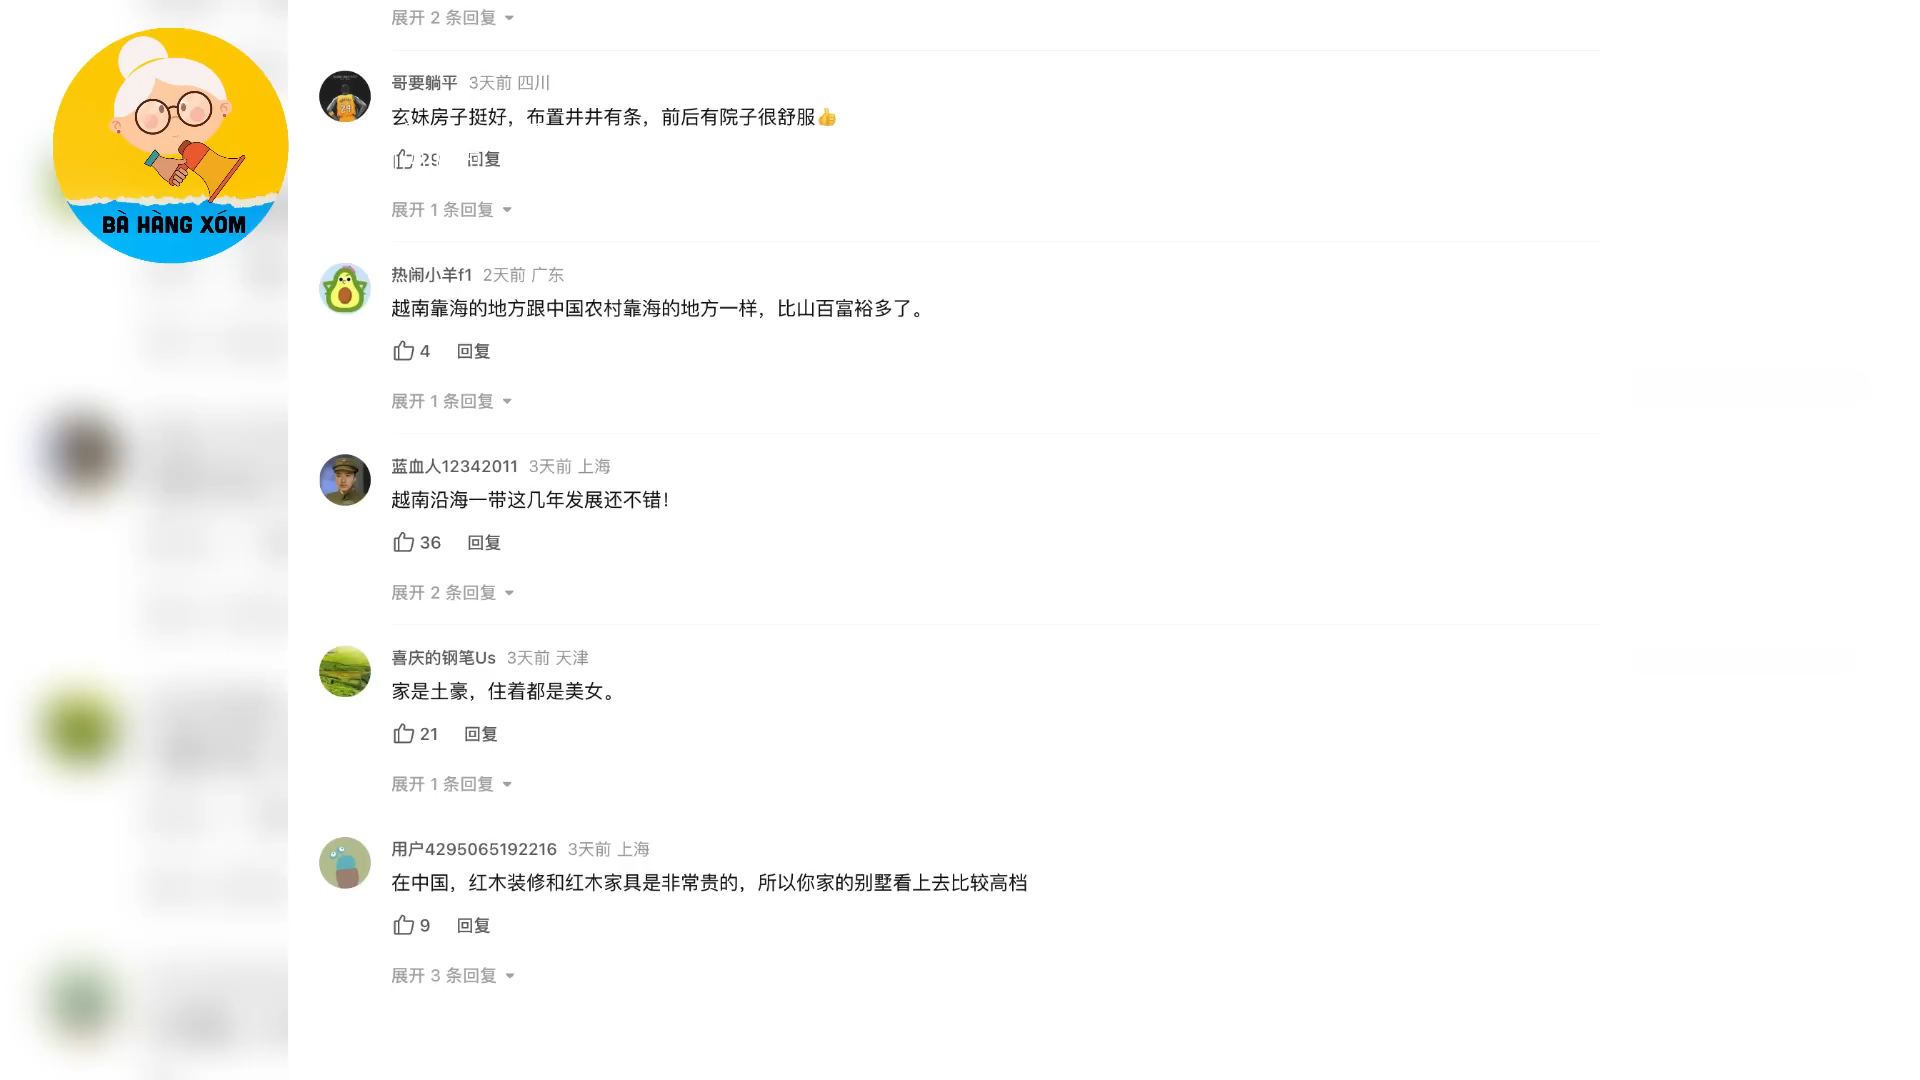 BÀ HÀNG XÓM
展开 2 条回复
哥要躺平 3天前 四川
玄妹房子挺好，布置井井有条，前后有院子很舒服👍
29 回复
展开 1 条回复
热闹小羊f1 2天前 广东
越南靠海的地方跟中国农村靠海的地方一样，比山百富裕多了。
4 回复
展开 1 条回复
蓝血人12342011 3天前 上海
越南沿海一带这几年发展还不错！
36 回复
展开 2 条回复
喜庆的钢笔Us 3天前 天津
家是土豪，住着都是美女。
21 回复
展开 1 条回复
用户4295065192216 3天前 上海
在中国，红木装修和红木家具是非常贵的，所以你家的别墅看上去比较高档
9 回复
展开 3 条回复